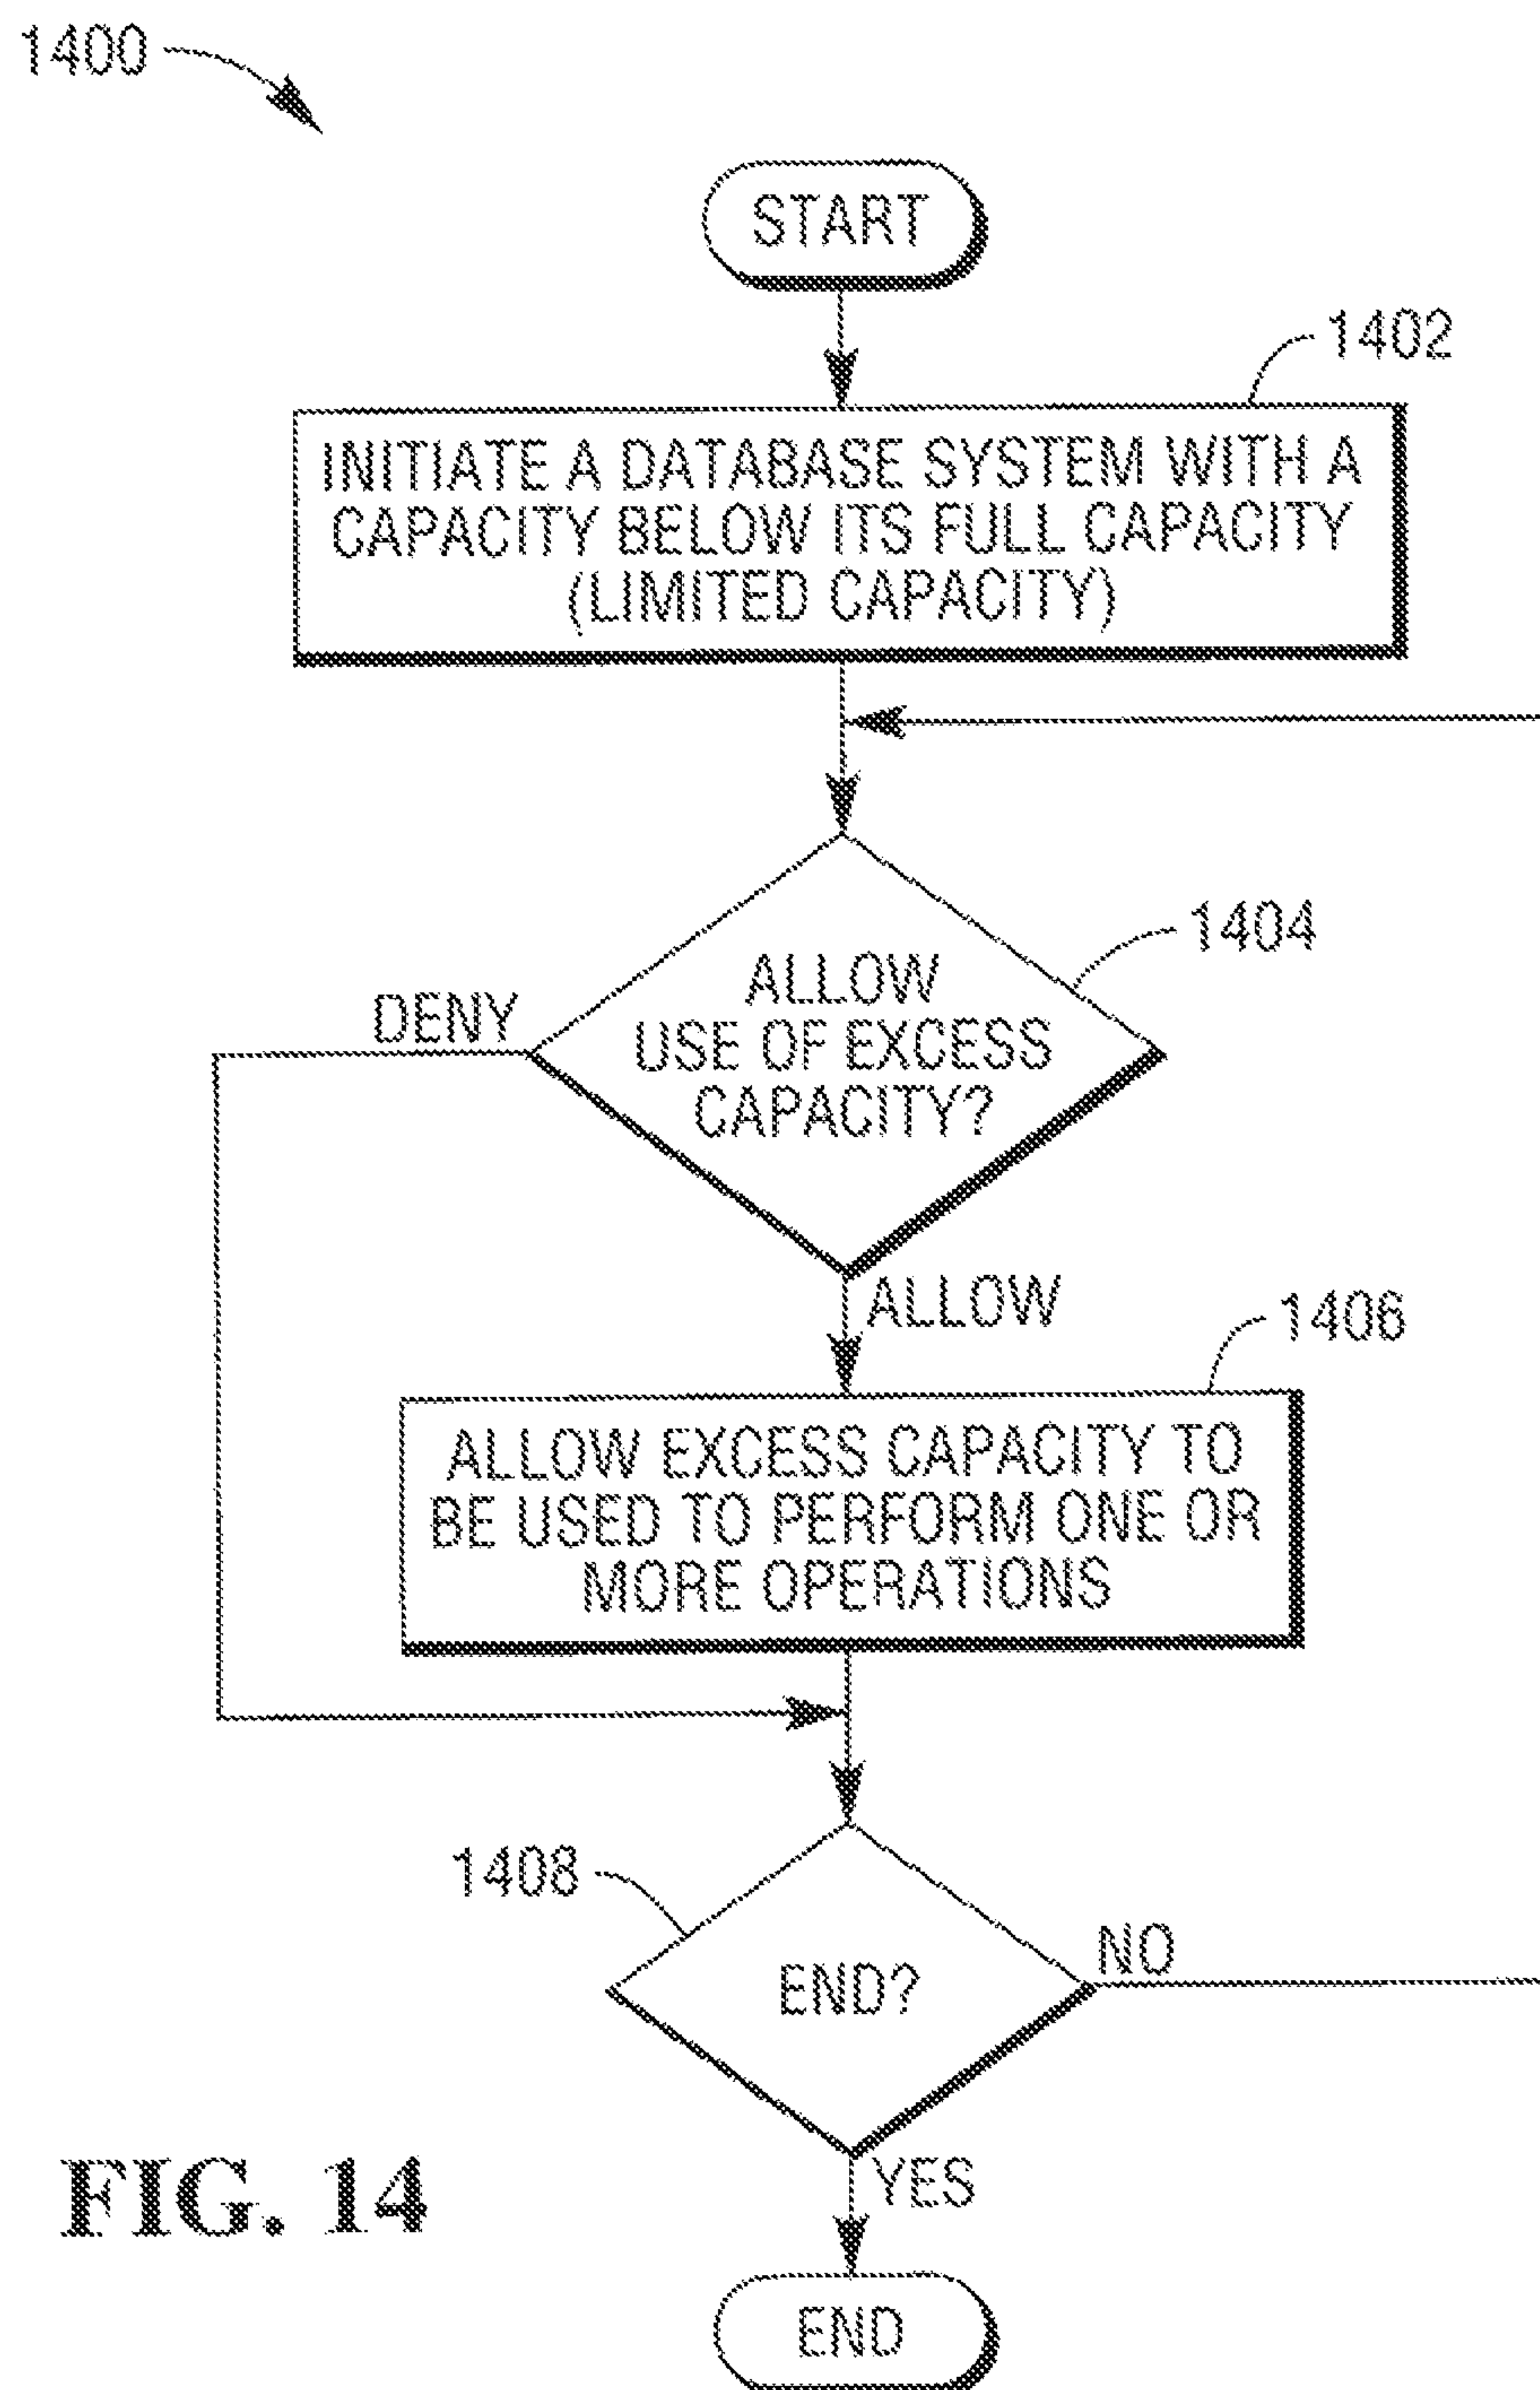 1400
START
1402
INITIATE A DATABASE SYSTEM WITH A
CAPACITY BELOW ITS FULL CAPACITY
(LIMITED CAPACITY)
1404
ALLOW
USE OF EXCESS
CAPACITY?
DENY
ALLOW
1406
ALLOW EXCESS CAPACITY TO
BE USED TO PERFORM ONE OR
MORE OPERATIONS
1408
END?
NO
YES
FIG. 14
END